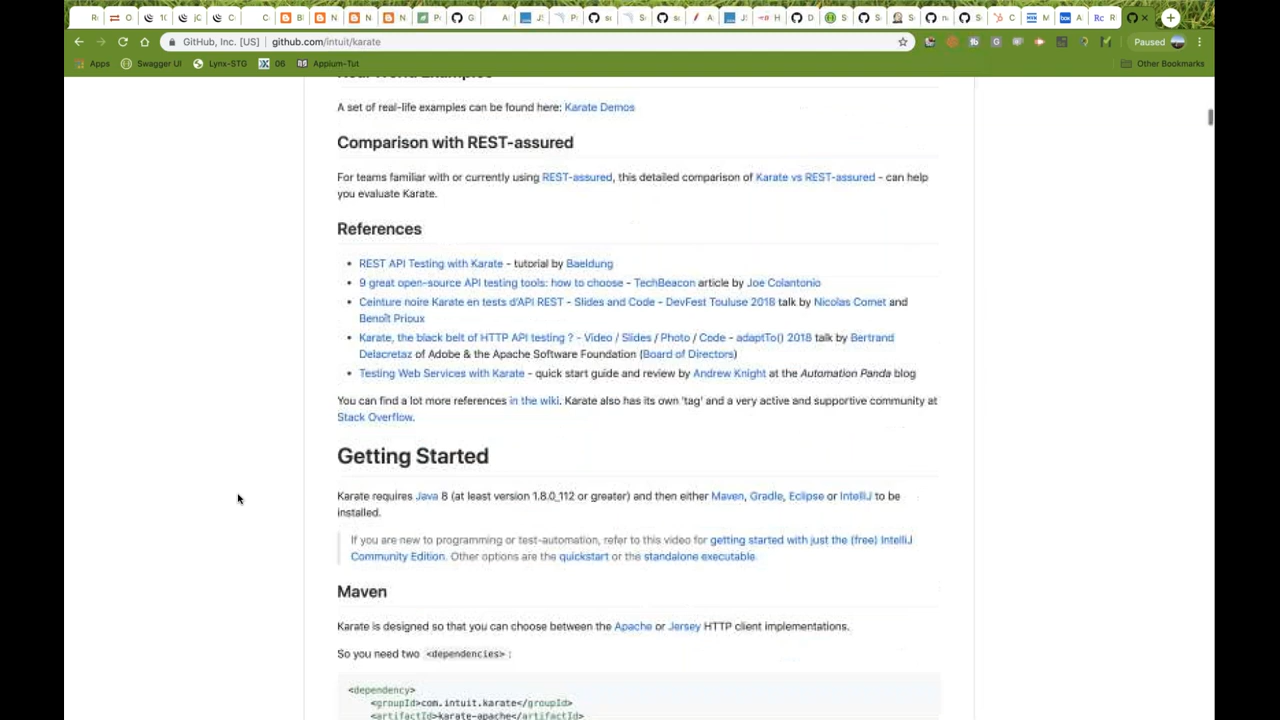 GitHub, Inc. [US] | github.com/intuit/karate
Paused
Apps Swagger UI Lynx-STG 06 Appium-Tut Other Bookmarks
A set of real-life examples can be found here: Karate Demos
Comparison with REST-assured
For teams familiar with or currently using REST-assured, this detailed comparison of Karate vs REST-assured - can help
you evaluate Karate.
References
• REST API Testing with Karate - tutorial by Baeldung
• 9 great open-source API testing tools: how to choose - TechBeacon article by Joe Colantonio
• Ceinture noire Karate en tests d'API REST - Slides and Code - DevFest Touluse 2018 talk by Nicolas Comet and
Benoît Prioux
• Karate, the black belt of HTTP API testing ? - Video / Slides / Photo / Code - adaptTo() 2018 talk by Bertrand
Delacretaz of Adobe & the Apache Software Foundation (Board of Directors)
• Testing Web Services with Karate - quick start guide and review by Andrew Knight at the Automation Panda blog
You can find a lot more references in the wiki. Karate also has its own 'tag' and a very active and supportive community at
Stack Overflow.
Getting Started
Karate requires Java 8 (at least version 1.8.0_112 or greater) and then either Maven, Gradle, Eclipse or IntelliJ to be
installed.
If you are new to programming or test-automation, refer to this video for getting started with just the (free) IntelliJ
Community Edition. Other options are the quickstart or the standalone executable.
Maven
Karate is designed so that you can choose between the Apache or Jersey HTTP client implementations.
So you need two <dependencies> :
<dependency>
<groupId>com.intuit.karate</groupId>
<artifactId>karate-apache</artifactId>